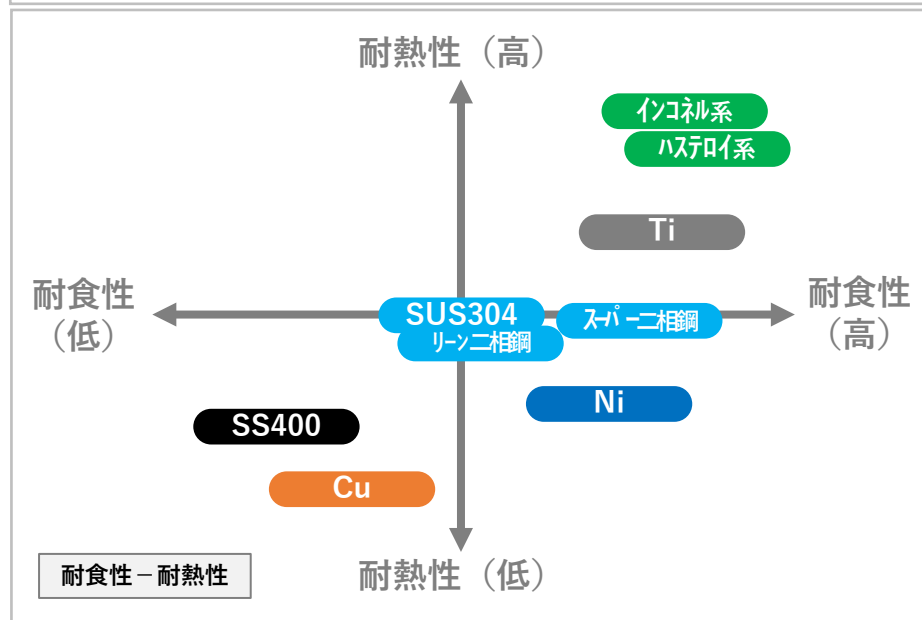 耐熱性（高）
インコネル系
ハステロイ系
Ti
耐食性
（低）
SUS304
リーン二相鋼
スーパー二相鋼
耐食性
（高）
Ni
SS400
Cu
耐食性－耐熱性
耐熱性（低）